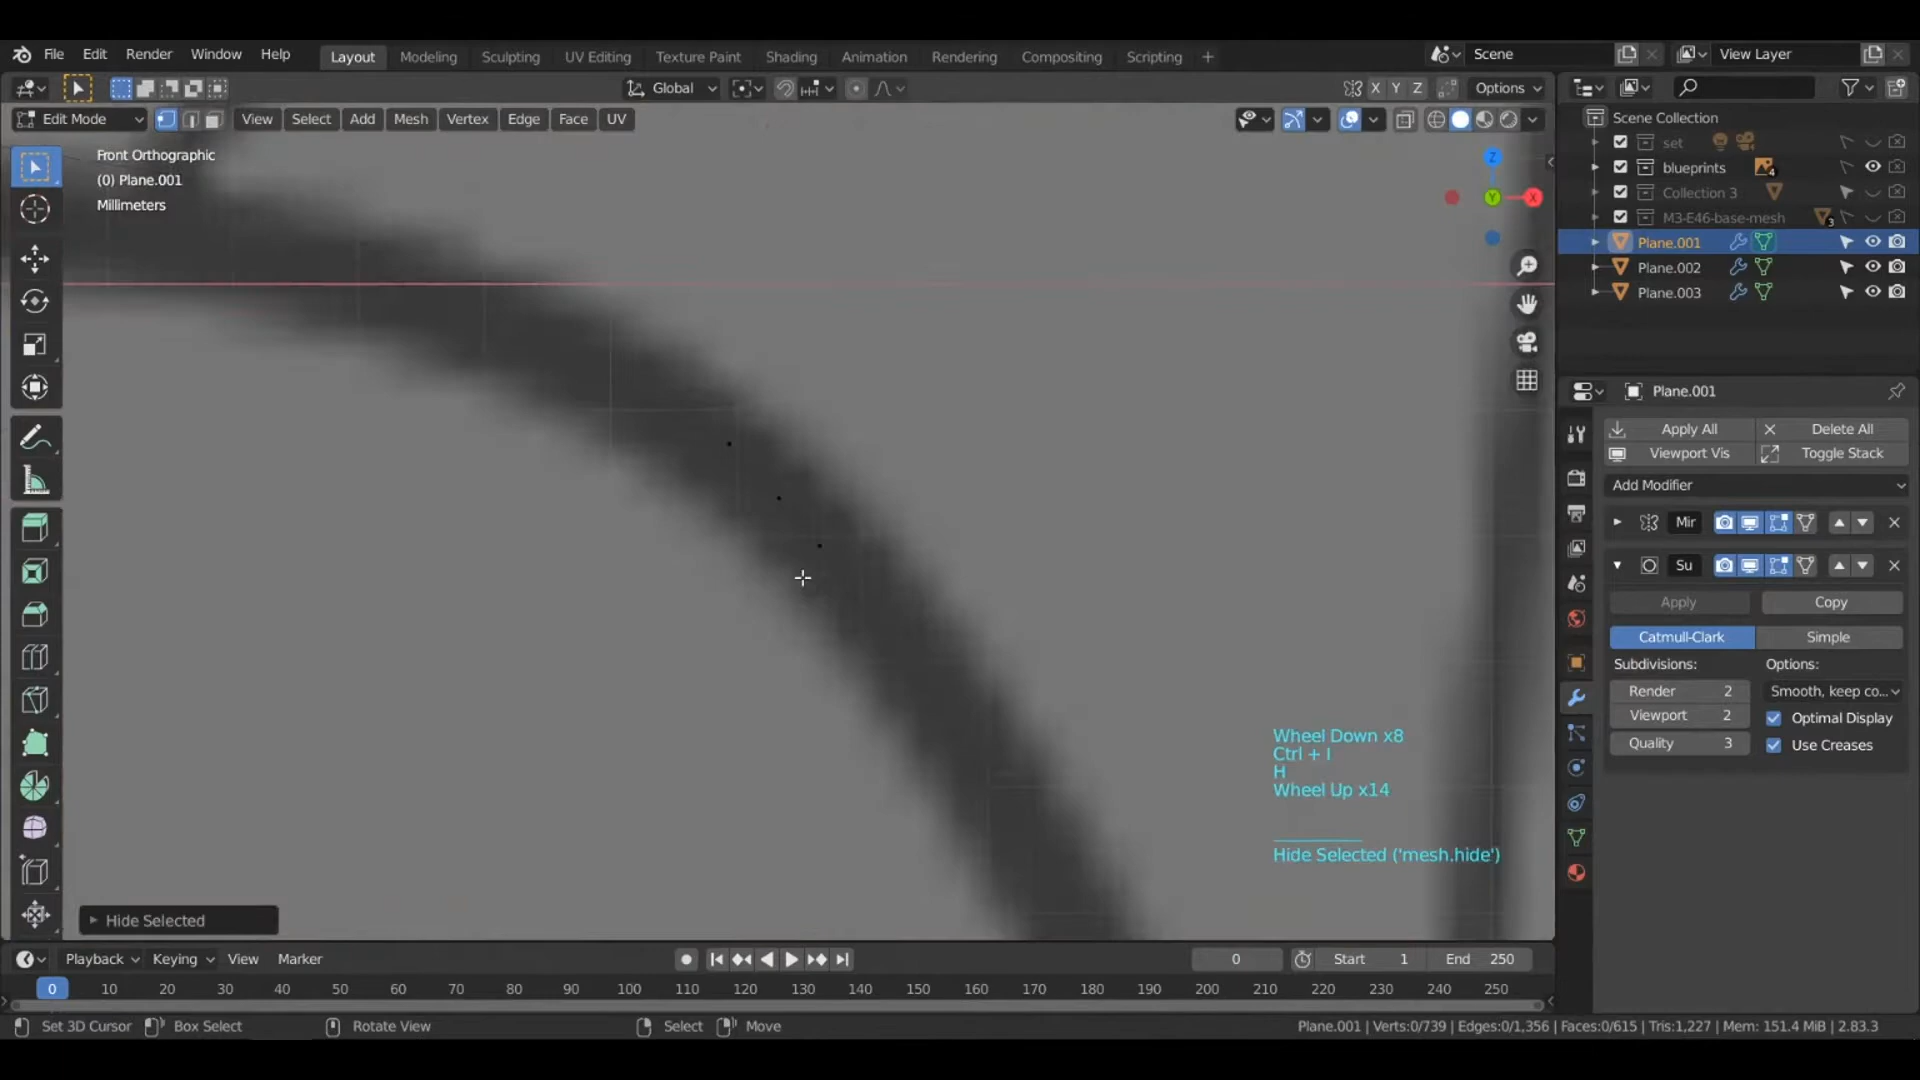 File Edit Render Window Help Layout Modeling Sculpting UV Editing Texture Paint Shading Animation Rendering Compositing Scripting + Scene View Layer
Global X Y Z Options
Edit Mode View Select Add Mesh Vertex Edge Face UV
Front Orthographic
(0) Plane.001
Millimeters
Z
Y X
Wheel Down x8
Ctrl + I
H
Wheel Up x14
Hide Selected ('mesh.hide')
Hide Selected
Scene Collection
set
blueprints 4
Collection 3
M3-E46-base-mesh 3
Plane.001
Plane.002
Plane.003
Plane.001
Apply All Delete All
Viewport Vis Toggle Stack
Add Modifier
Mir
Su
Apply Copy
Catmull-Clark Simple
Subdivisions: Options:
Render 2 Smooth, keep co...
Viewport 2 Optimal Display
Quality 3 Use Creases
Playback Keying View Marker 0 Start 1 End 250
0 10 20 30 40 50 60 70 80 90 100 110 120 130 140 150 160 170 180 190 200 210 220 230 240 250
Set 3D Cursor Box Select Rotate View Select Move Plane.001 | Verts:0/739 | Edges:0/1,356 | Faces:0/615 | Tris:1,227 | Mem: 151.4 MiB | 2.83.3